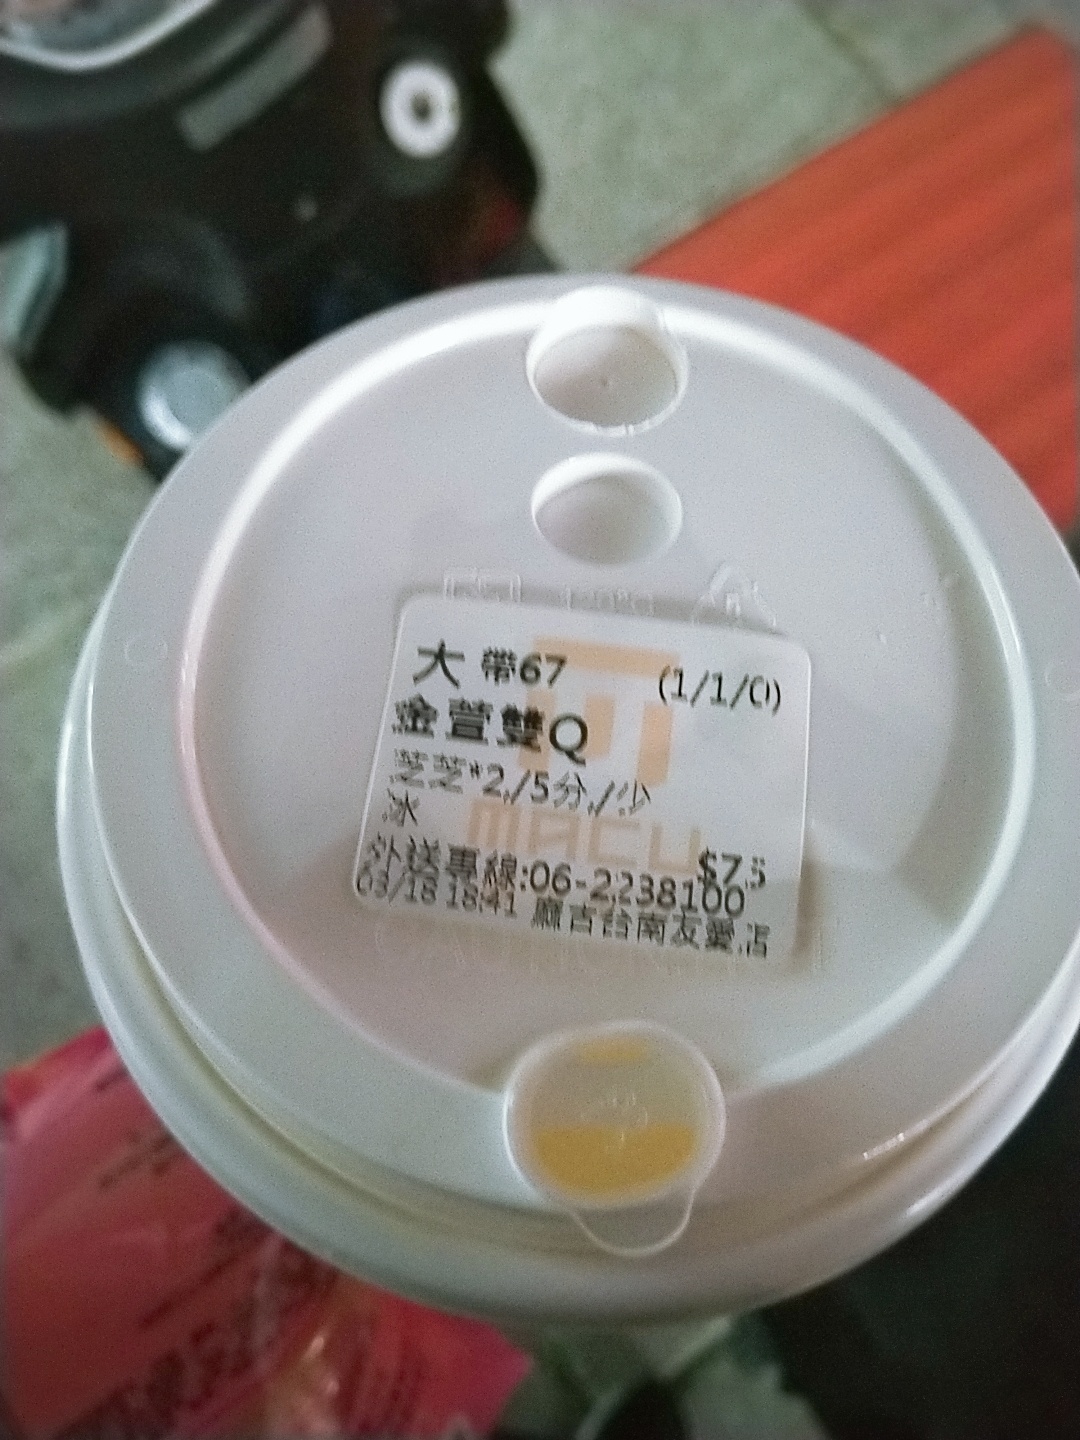 大 帶67 (1/1/0)
金萱雙Q
芝芝*2./5分./少
冰
$75
外送專線:06-2238100
03/18 18:41 麻古台南友愛店
MACU